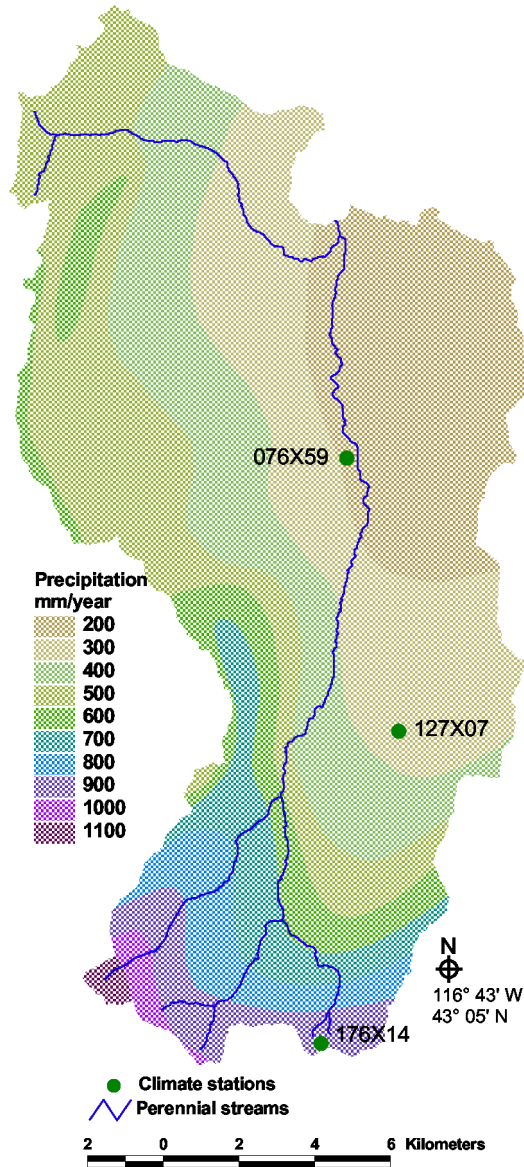 076X59
Precipitation
mm/year
200
300
400
500
600
700
800
900
1000
1100
127X07
N
116° 43' W
43° 05' N
176X14
Climate stations
Perennial streams
2 0 2 4 6 Kilometers